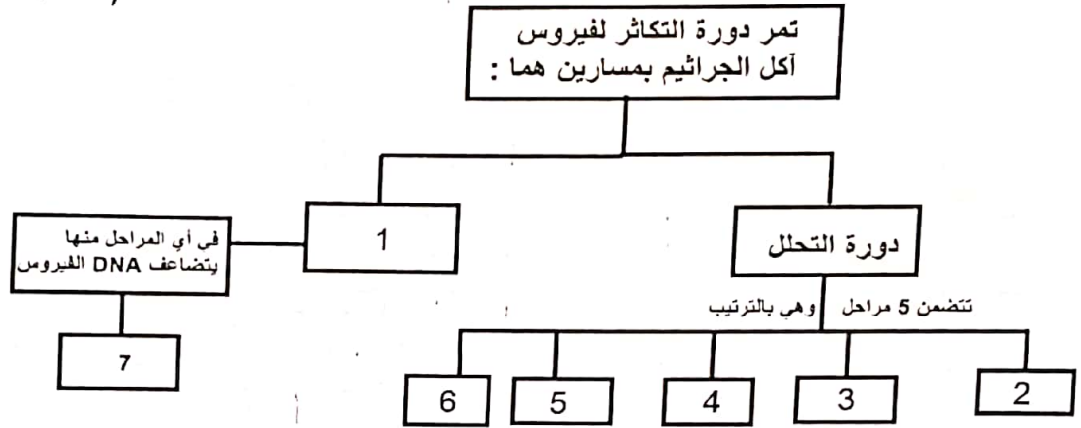 تمر دورة التكاثر لفيروس
آكل الجراثيم بمسارين هما :
دورة التحلل
1
في أي المراحل منها
يتضاعف DNA الفيروس
7
تتضمن 5 مراحل وهي بالترتيب
2
3
4
5
6